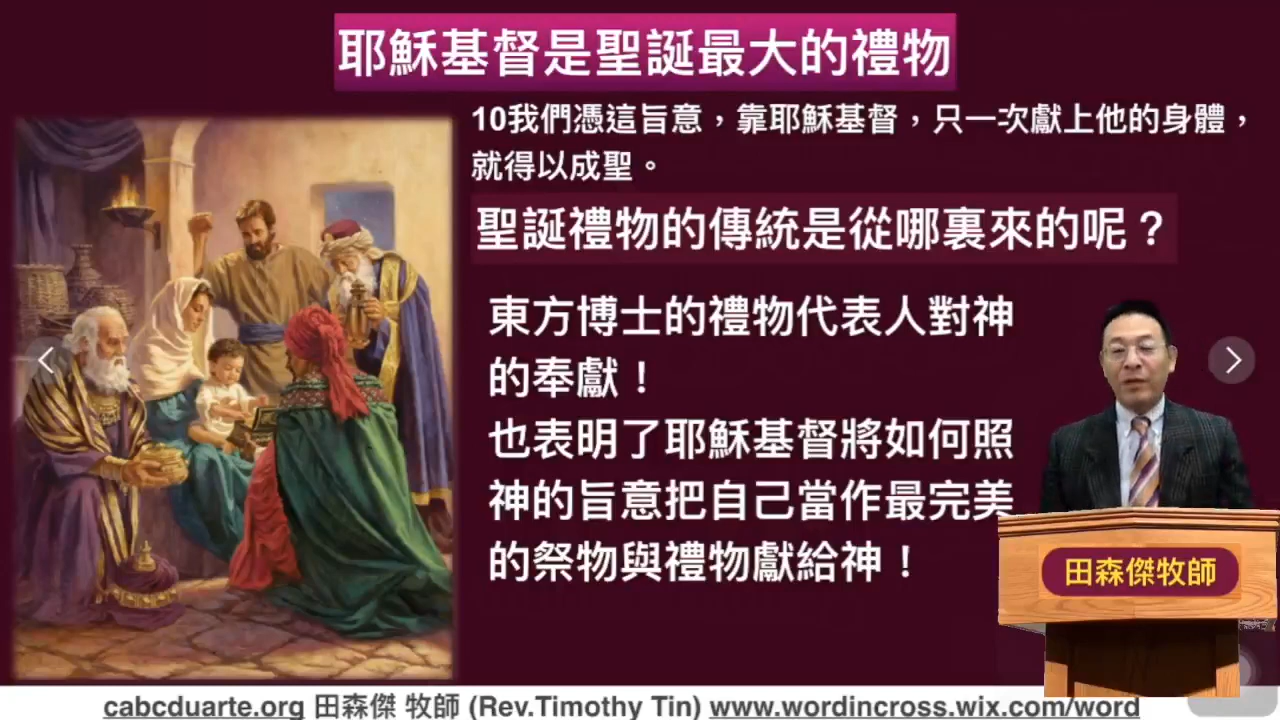 耶穌基督是聖誕最大的禮物
10我們憑這旨意，靠耶穌基督，只一次獻上他的身體，
就得以成聖。
聖誕禮物的傳統是從哪裏來的呢？
東方博士的禮物代表人對神
的奉獻！
也表明了耶穌基督將如何照
神的旨意把自己當作最完美
的祭物與禮物獻給神！
田森傑牧師
cabcduarte.org 田森傑 牧師 (Rev.Timothy Tin) www.wordincross.wix.com/word